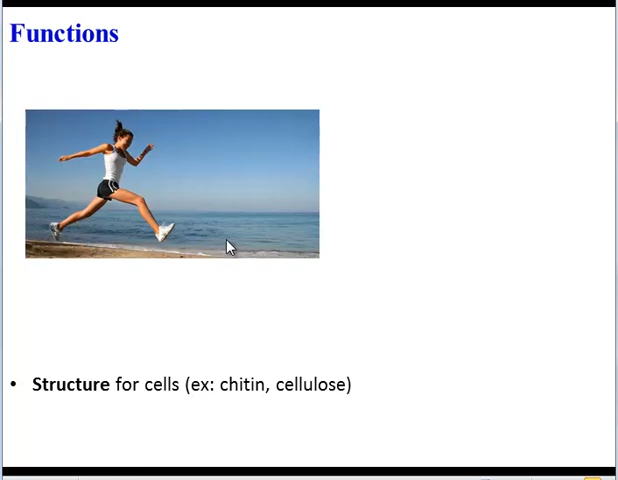 Functions
• Structure for cells (ex: chitin, cellulose)